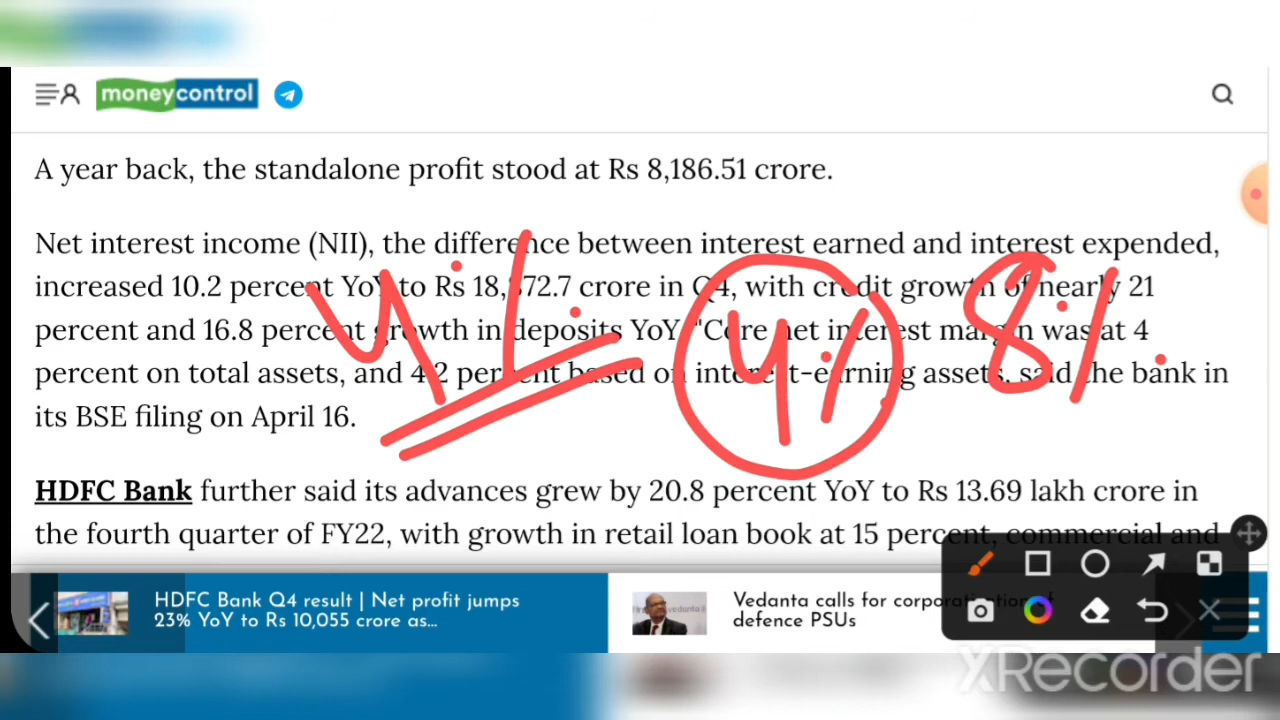 moneycontrol
A year back, the standalone profit stood at Rs 8,186.51 crore.
Net interest income (NII), the difference between interest earned and interest expended,
increased 10.2 percent YoY to Rs 18,872.7 crore in Q4, with credit growth of nearly 21
percent and 16.8 percent growth in deposits YoY. "Core net interest margin was at 4
percent on total assets, and 4.2 percent based on interest-earning assets, said the bank in
its BSE filing on April 16.
4% 4% 8%
HDFC Bank further said its advances grew by 20.8 percent YoY to Rs 13.69 lakh crore in
the fourth quarter of FY22, with growth in retail loan book at 15 percent, commercial and
HDFC Bank Q4 result | Net profit jumps
23% YoY to Rs 10,055 crore as...
Vedanta calls for corporation of
defence PSUs
XRecorder